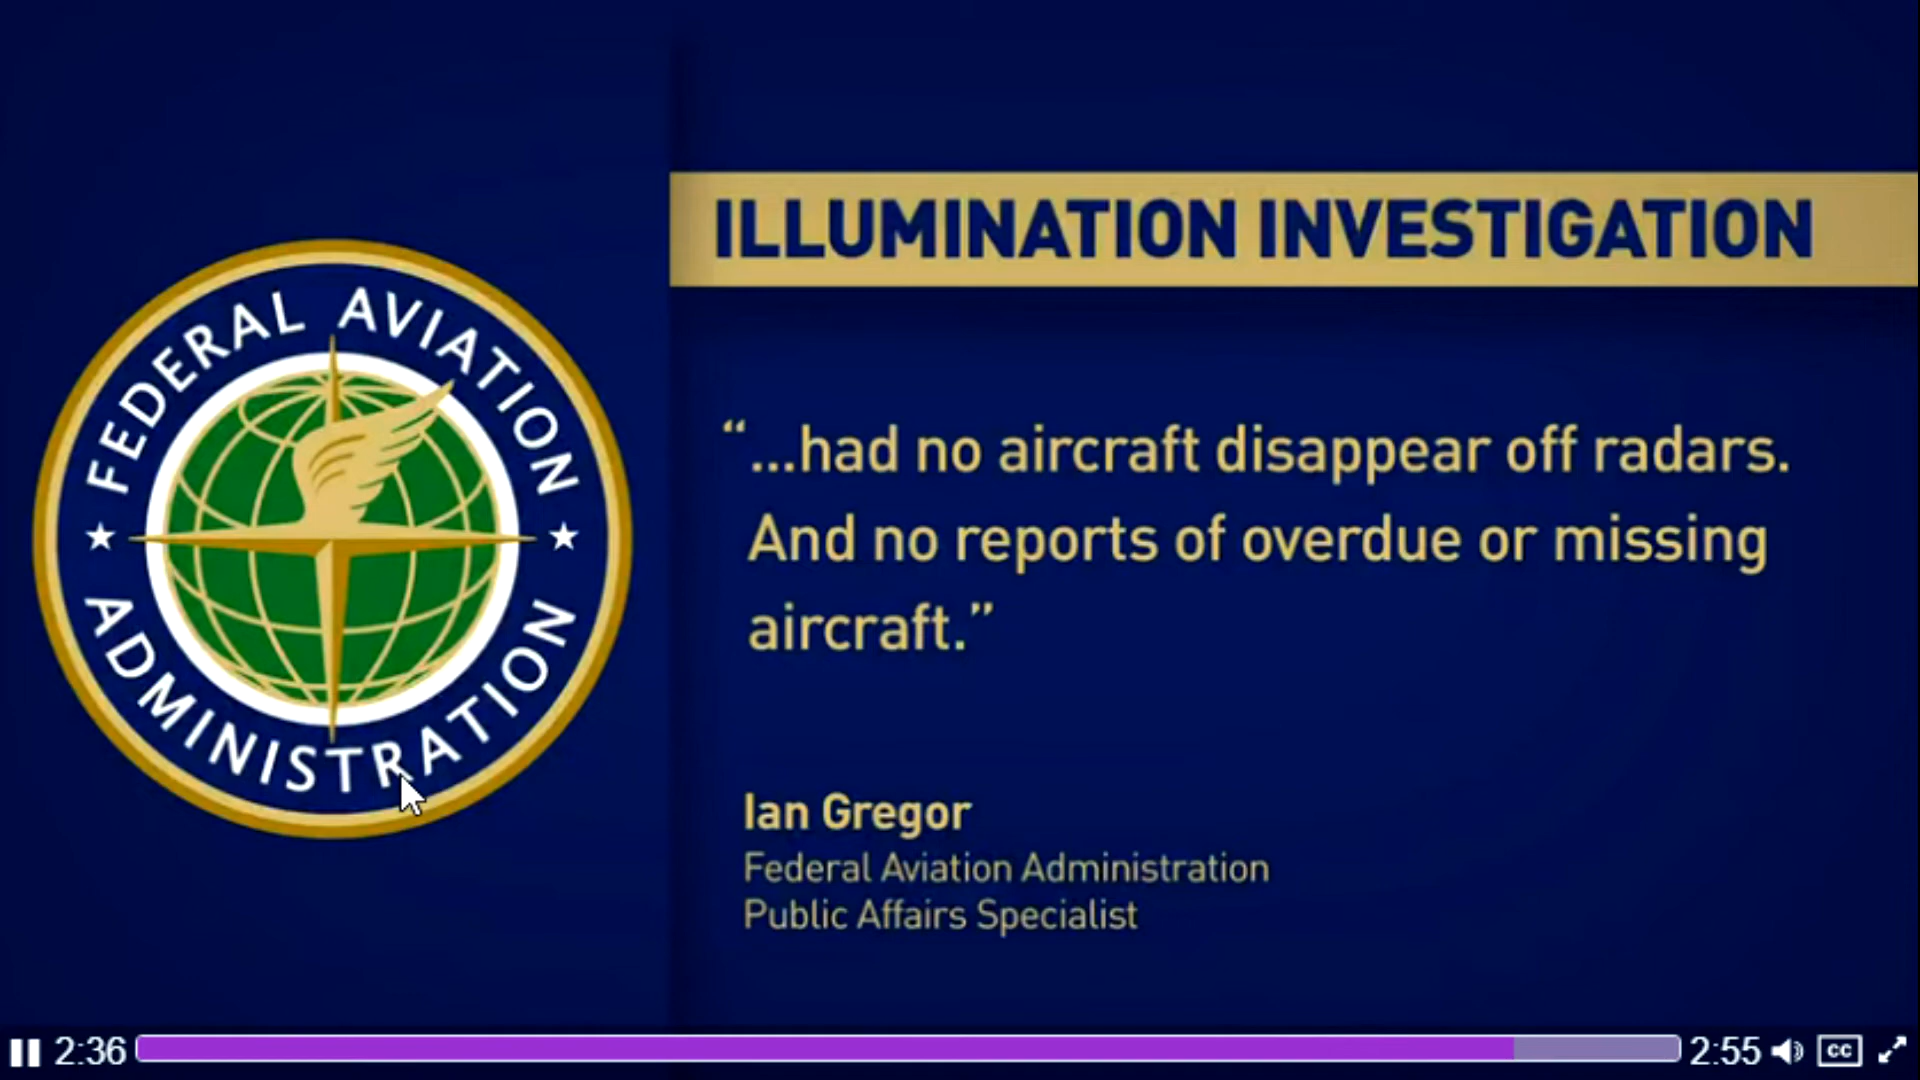 FEDERAL AVIATION
ADMINISTRATION
ILLUMINATION INVESTIGATION
“...had no aircraft disappear off radars.
And no reports of overdue or missing
aircraft.”
Ian Gregor
Federal Aviation Administration
Public Affairs Specialist
2:36
2:55
CC